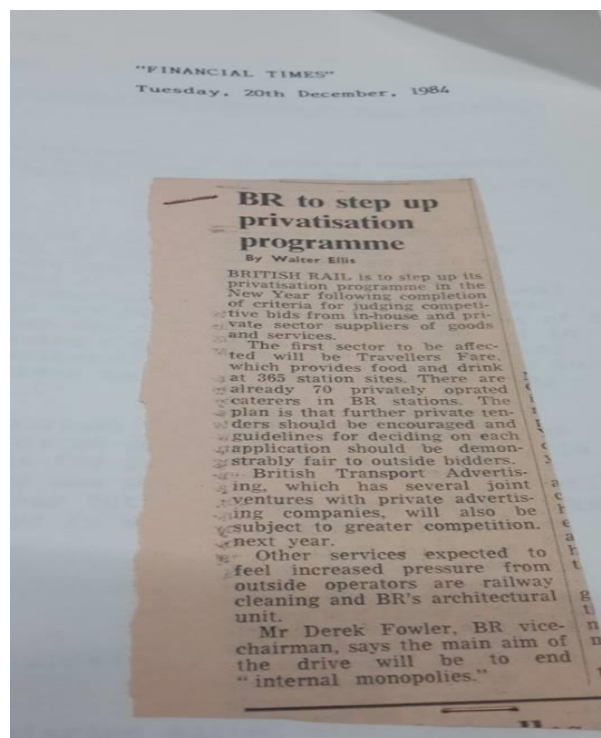 "FINANCIAL TIMES"
Tuesday, 20th December, 1984
BR to step up
privatisation
programme
By Walter Ellis
BRITISH RAIL is to step up its
privatisation programme in the
New Year following completion
of criteria for judging competi-
tive bids from in-house and pri-
vate sector suppliers of goods
and services.
The first sector to be affec-
ted will be Travellers Fare,
which provides food and drink
at 365 station sites. There are
already 70 privately oprated
caterers in BR stations. The
plan is that further private ten-
ders should be encouraged and
guidelines for deciding on each
application should be demon-
strably fair to outside bidders.
British Transport Advertis-
ing, which has several joint
ventures with private advertis-
ing companies, will also be
subject to greater competition.
next year.
Other services expected to
feel increased pressure from
outside operators are railway
cleaning and BR's architectural
unit.
Mr Derek Fowler, BR vice-
chairman, says the main aim of
the drive will be to end
"internal monopolies."